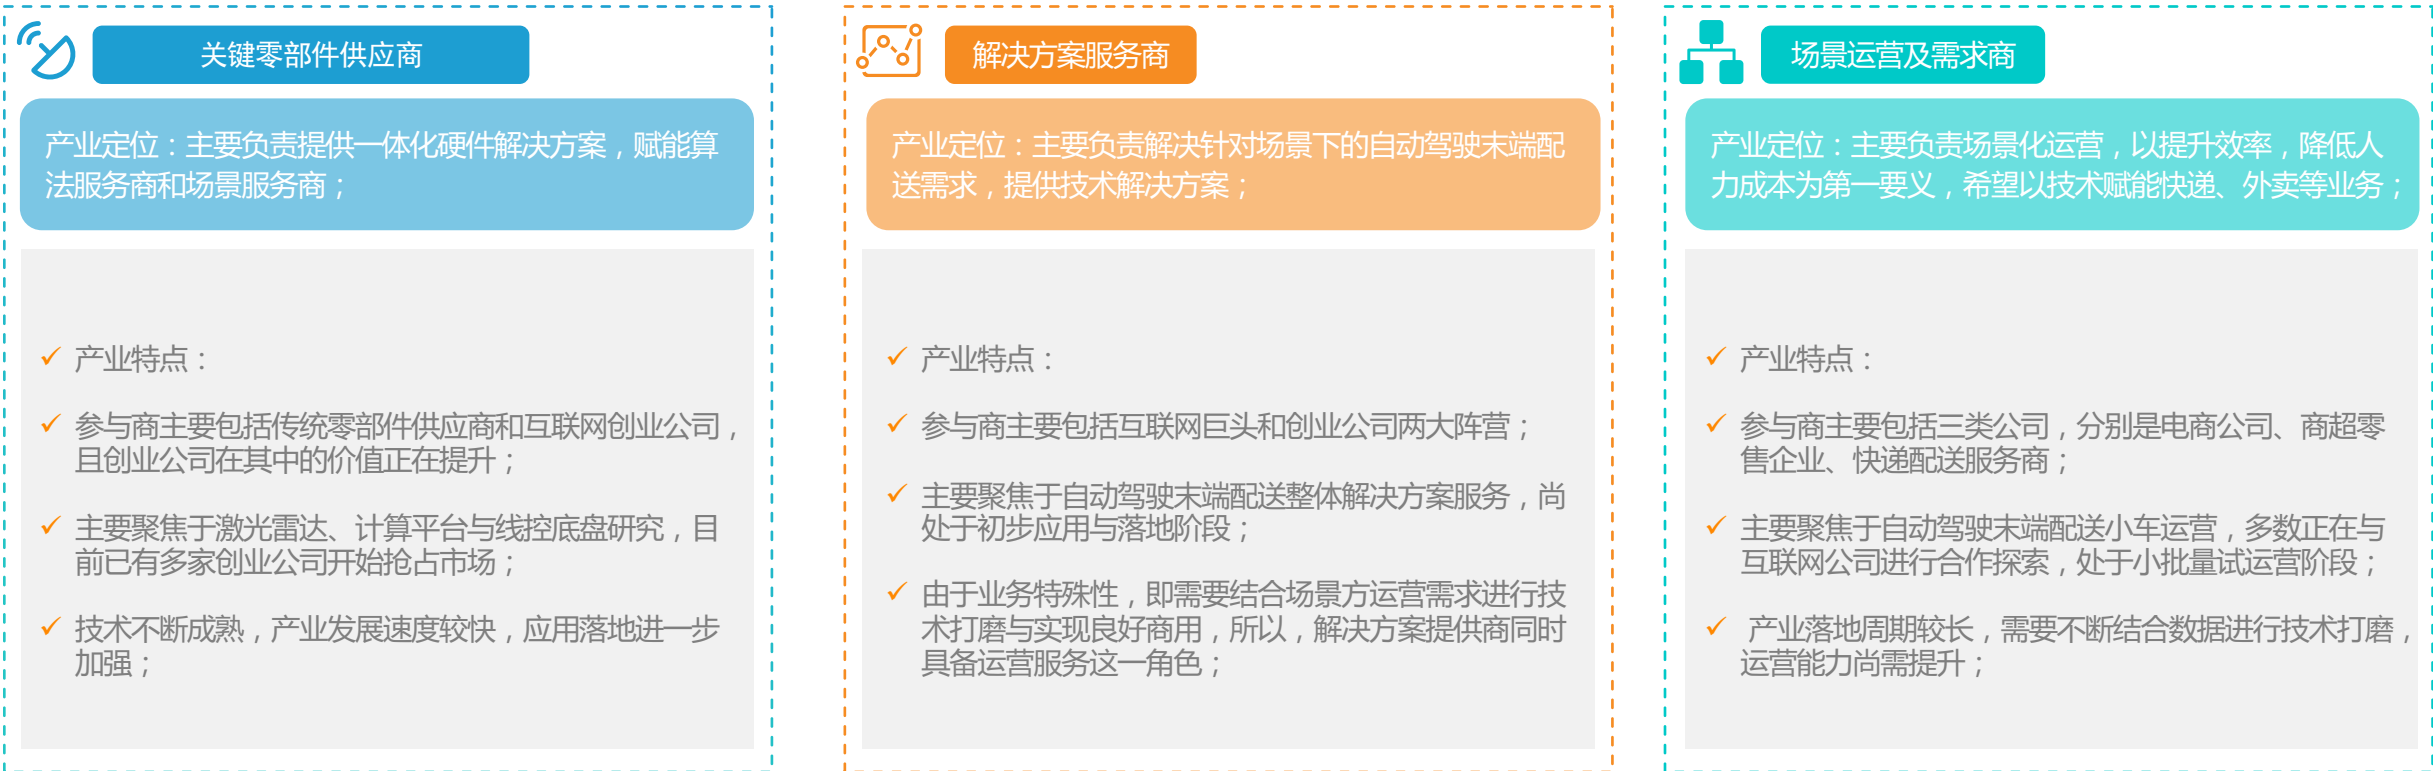 关键零部件供应商
产业定位：主要负责提供一体化硬件解决方案，赋能算
法服务商和场景服务商；
产业特点：
参与商主要包括传统零部件供应商和互联网创业公司，
且创业公司在其中的价值正在提升；
主要聚焦于激光雷达、计算平台与线控底盘研究，目
前已有多家创业公司开始抢占市场；
技术不断成熟，产业发展速度较快，应用落地进一步
加强；
解决方案服务商
产业定位：主要负责解决针对场景下的自动驾驶末端配
送需求，提供技术解决方案；
产业特点：
参与商主要包括互联网巨头和创业公司两大阵营；
主要聚焦于自动驾驶末端配送整体解决方案服务，尚
处于初步应用与落地阶段；
由于业务特殊性，即需要结合场景方运营需求进行技
术打磨与实现良好商用，所以，解决方案提供商同时
具备运营服务这一角色；
场景运营及需求商
产业定位：主要负责场景化运营，以提升效率，降低人
力成本为第一要义，希望以技术赋能快递、外卖等业务；
产业特点：
参与商主要包括三类公司，分别是电商公司、商超零
售企业、快递配送服务商；
主要聚焦于自动驾驶末端配送小车运营，多数正在与
互联网公司进行合作探索，处于小批量试运营阶段；
产业落地周期较长，需要不断结合数据进行技术打磨，
运营能力尚需提升；